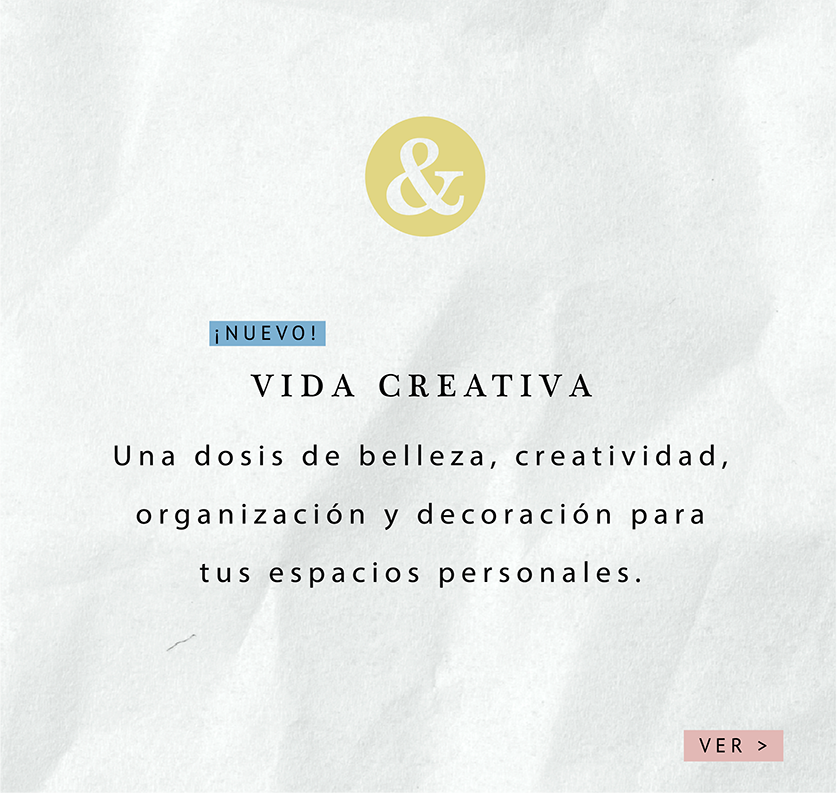 &
¡NUEVO!
VIDA CREATIVA
Una dosis de belleza, creatividad,
organización y decoración para
tus espacios personales.
VER >